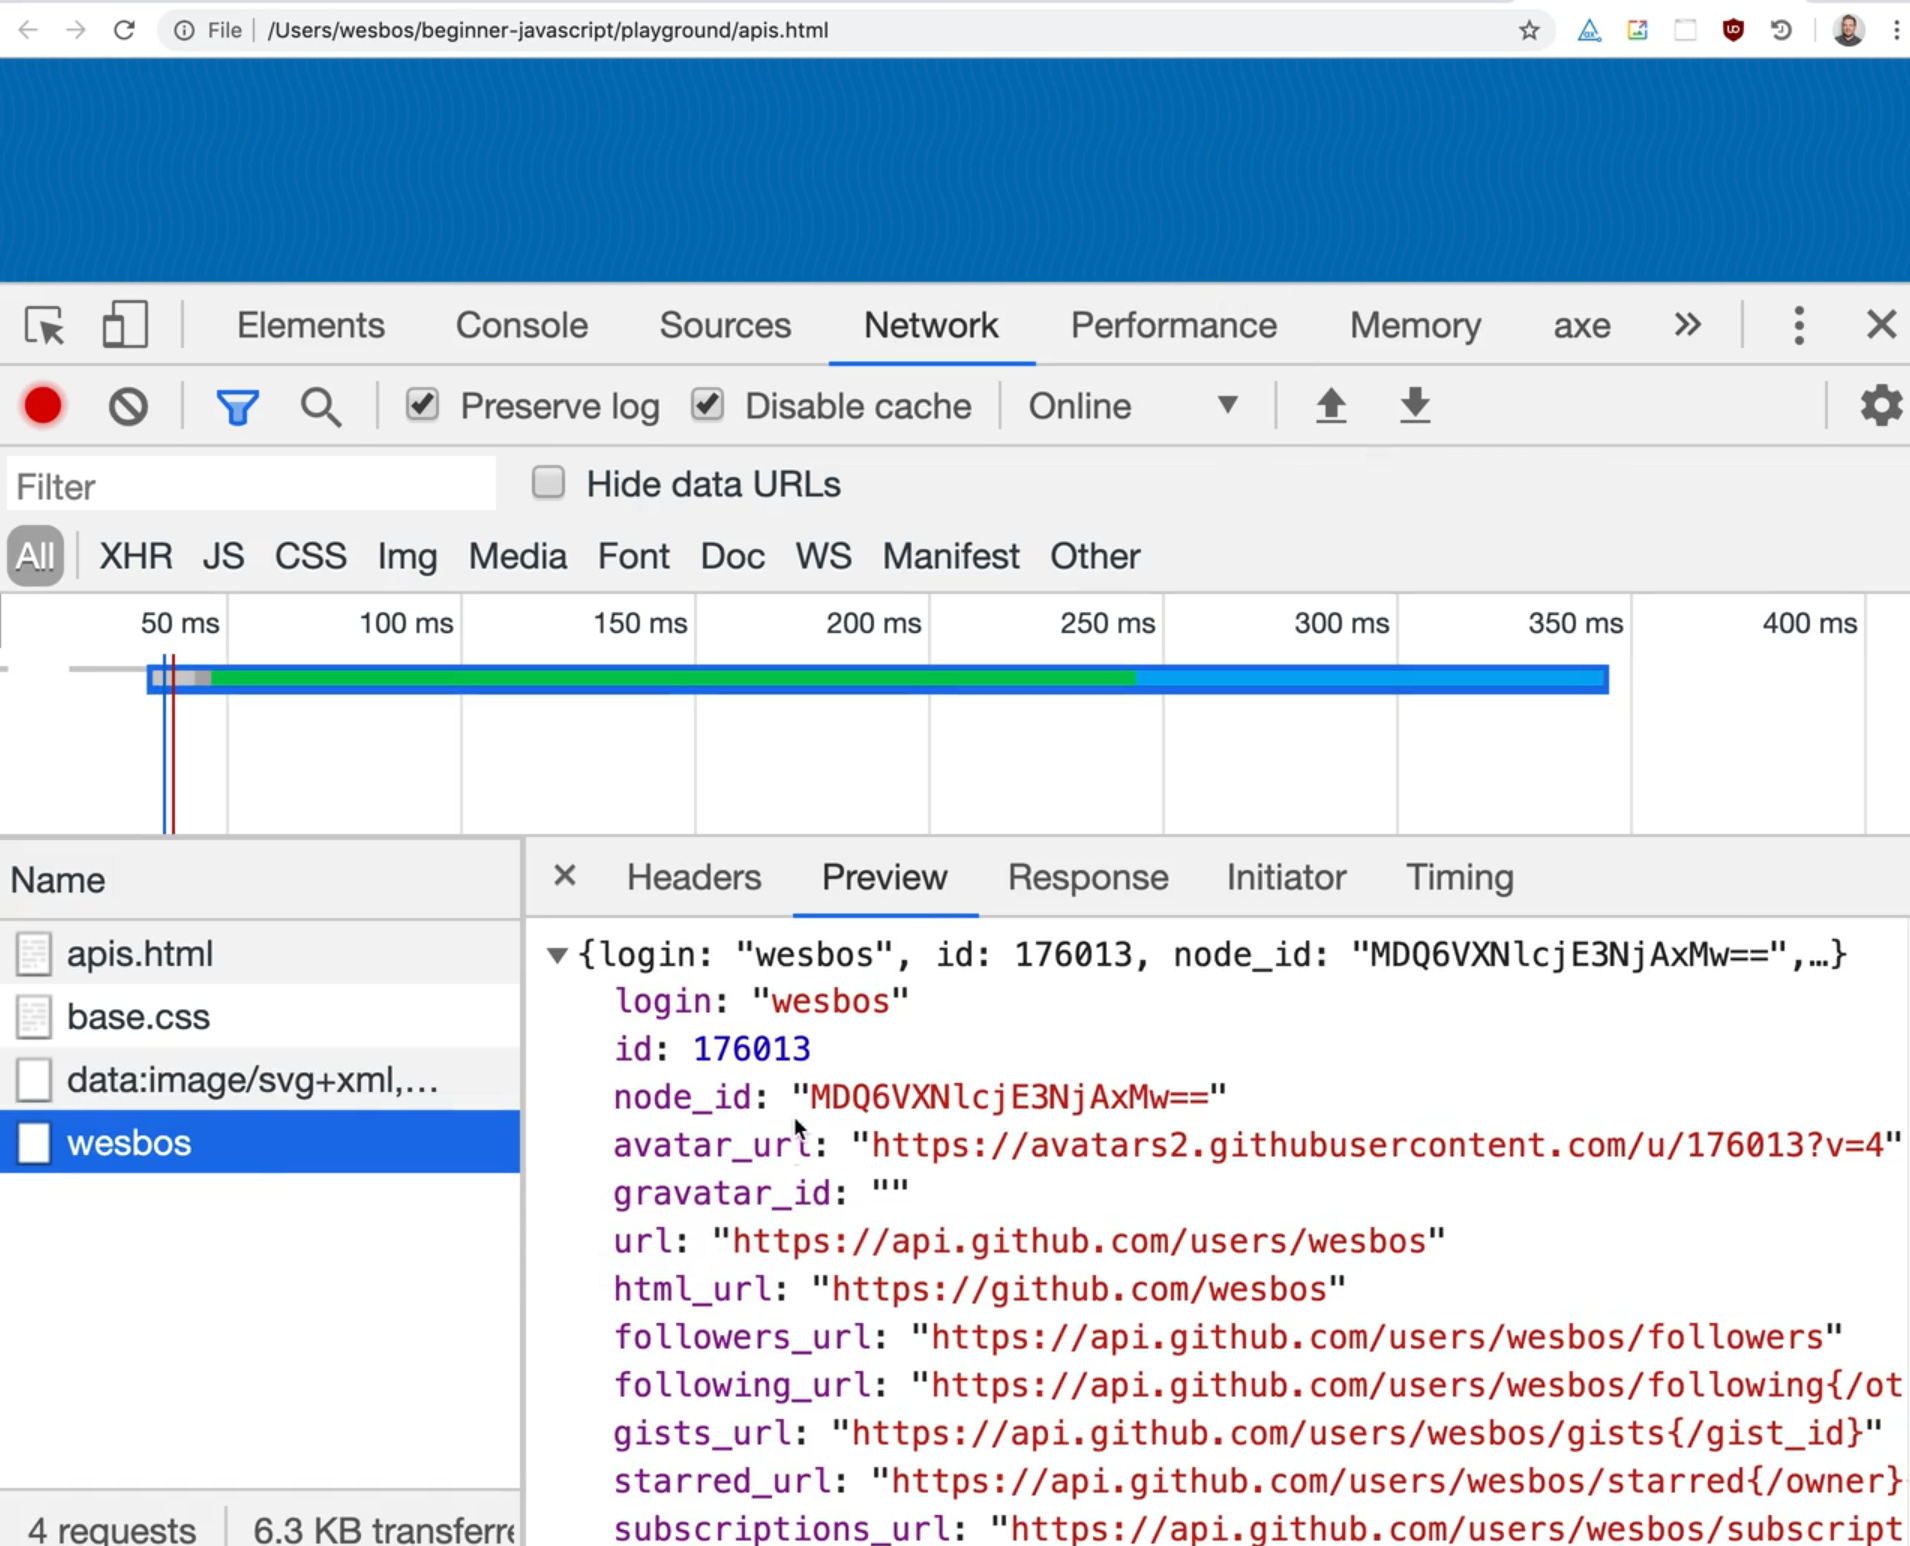 File /Users/wesbos/beginner-javascript/playground/apis.html
Elements Console Sources Network Performance Memory axe »
Preserve log Disable cache Online
Filter Hide data URLs
All XHR JS CSS Img Media Font Doc WS Manifest Other
50 ms 100 ms 150 ms 200 ms 250 ms 300 ms 350 ms 400 ms
Name
apis.html
base.css
data:image/svg+xml,…
wesbos
4 requests 6.3 KB transferre
Headers Preview Response Initiator Timing
{login: "wesbos", id: 176013, node_id: "MDQ6VXNlcjE3NjAxMw==",…}
login: "wesbos"
id: 176013
node_id: "MDQ6VXNlcjE3NjAxMw=="
avatar_url: "https://avatars2.githubusercontent.com/u/176013?v=4"
gravatar_id: ""
url: "https://api.github.com/users/wesbos"
html_url: "https://github.com/wesbos"
followers_url: "https://api.github.com/users/wesbos/followers"
following_url: "https://api.github.com/users/wesbos/following{/ot
gists_url: "https://api.github.com/users/wesbos/gists{/gist_id}"
starred_url: "https://api.github.com/users/wesbos/starred{/owner}
subscriptions_url: "https://api.github.com/users/wesbos/subscript